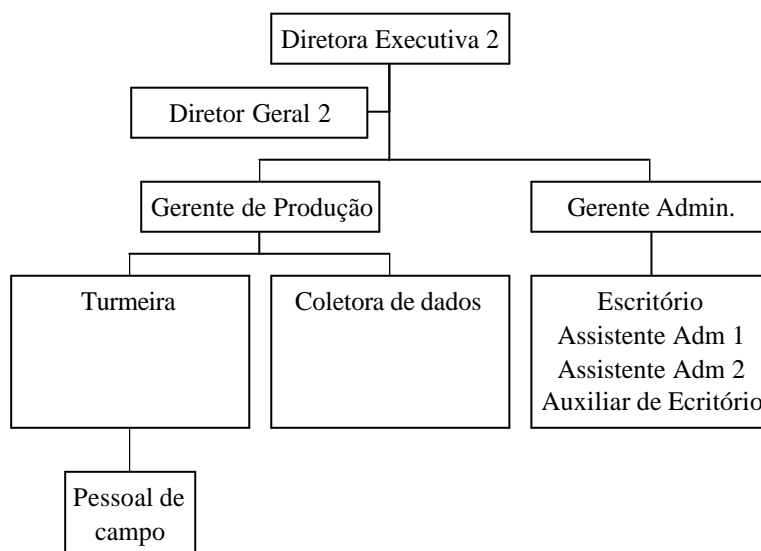 Diretora Executiva 2
Diretor Geral 2
Gerente de Produção
Gerente Admin.
Turmeira
Coletora de dados
Escritório
Assistente Adm 1
Assistente Adm 2
Auxiliar de Ecritório
Pessoal de
campo